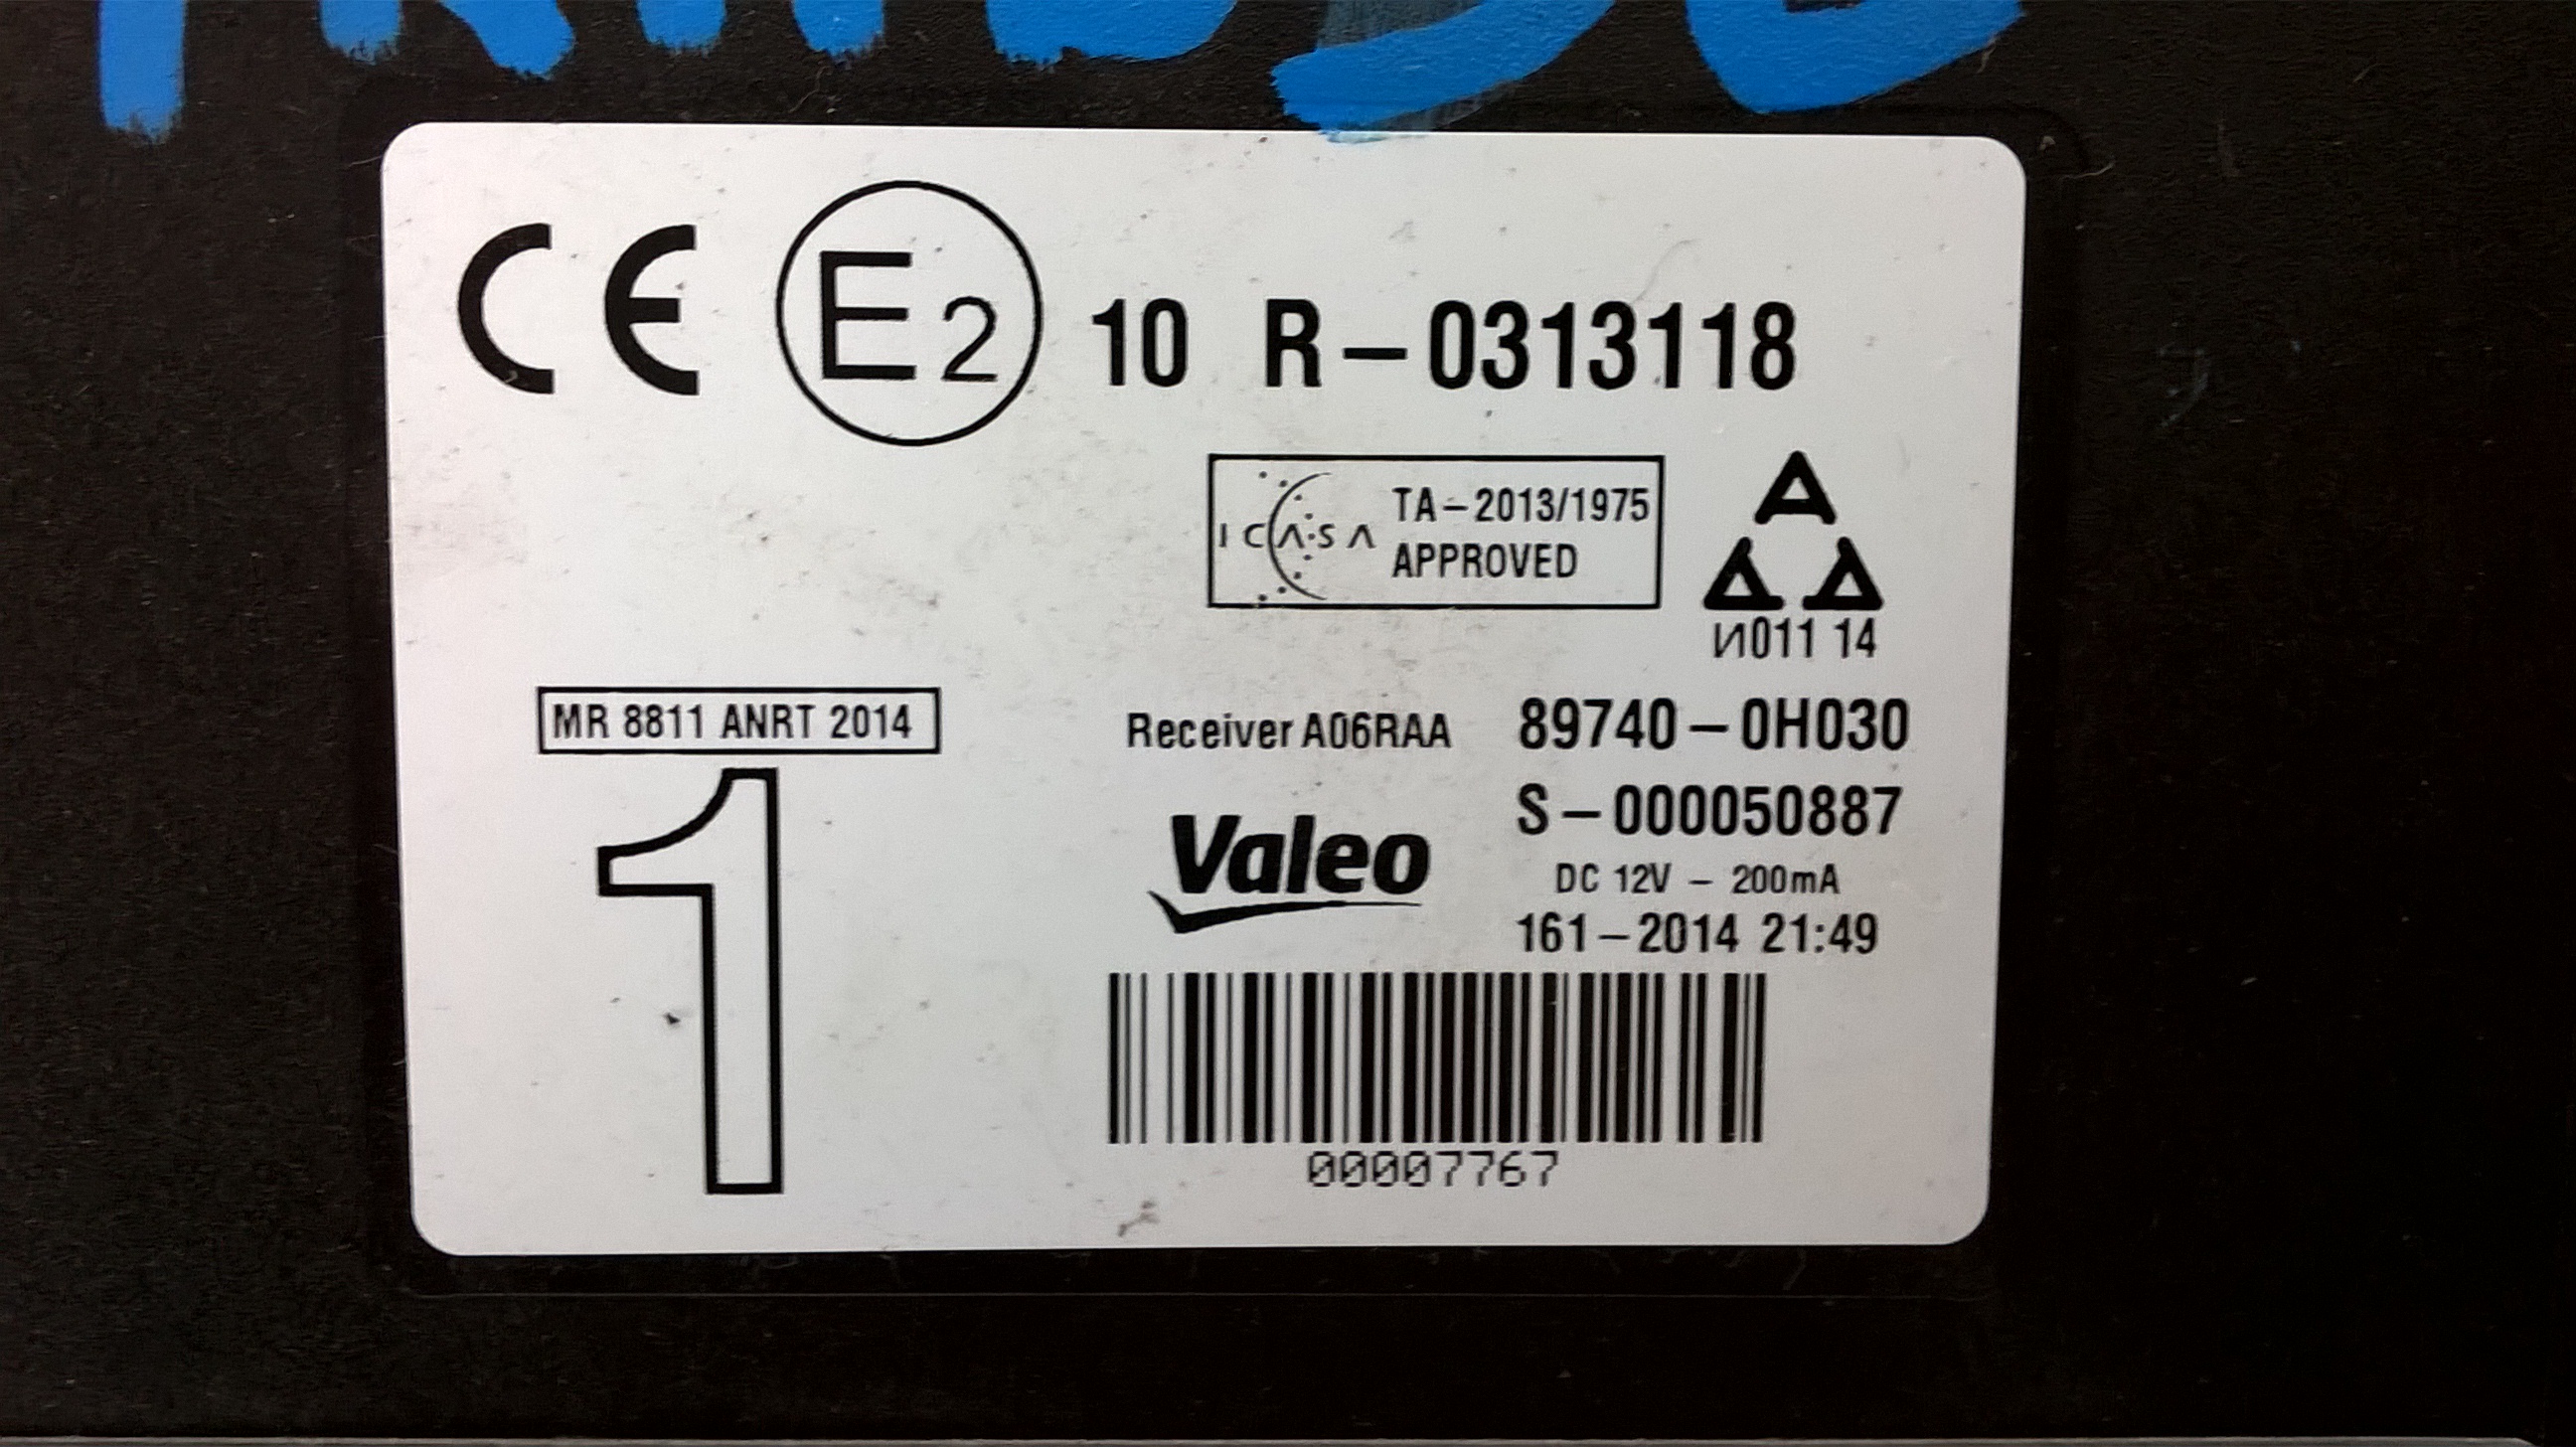 CE E2 10 R-0313118
ICASA TA-2013/1975
APPROVED
И011 14
MR 8811 ANRT 2014
Receiver A06RAA 89740-0H030
S-000050887
Valeo
DC 12V - 200mA
161-2014 21:49
1
00007767